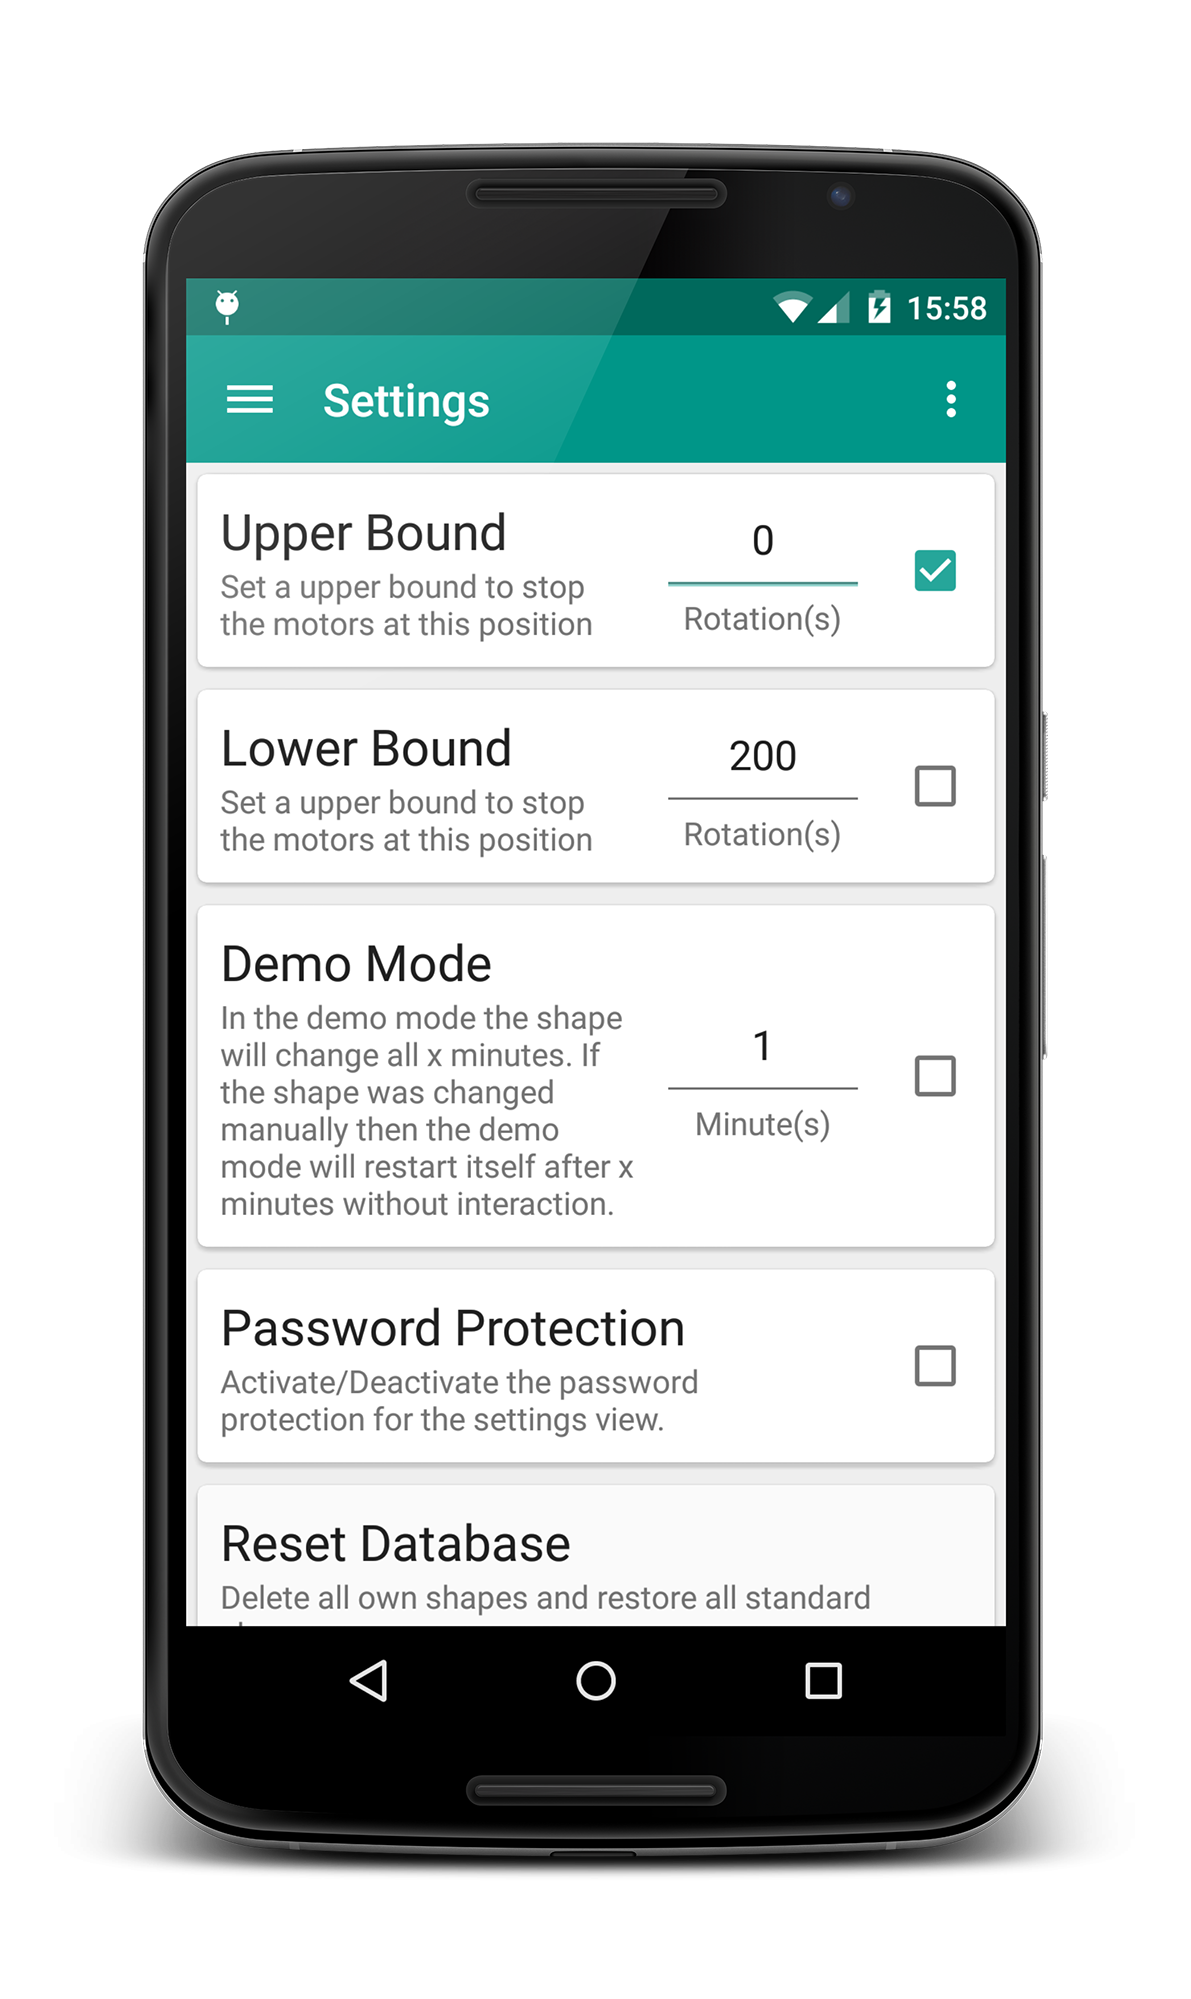 15:58
Settings
Upper Bound
Set a upper bound to stop
the motors at this position
0
Rotation(s)
Lower Bound
Set a upper bound to stop
the motors at this position
200
Rotation(s)
Demo Mode
In the demo mode the shape
will change all x minutes. If
the shape was changed
manually then the demo
mode will restart itself after x
minutes without interaction.
1
Minute(s)
Password Protection
Activate/Deactivate the password
protection for the settings view.
Reset Database
Delete all own shapes and restore all standard